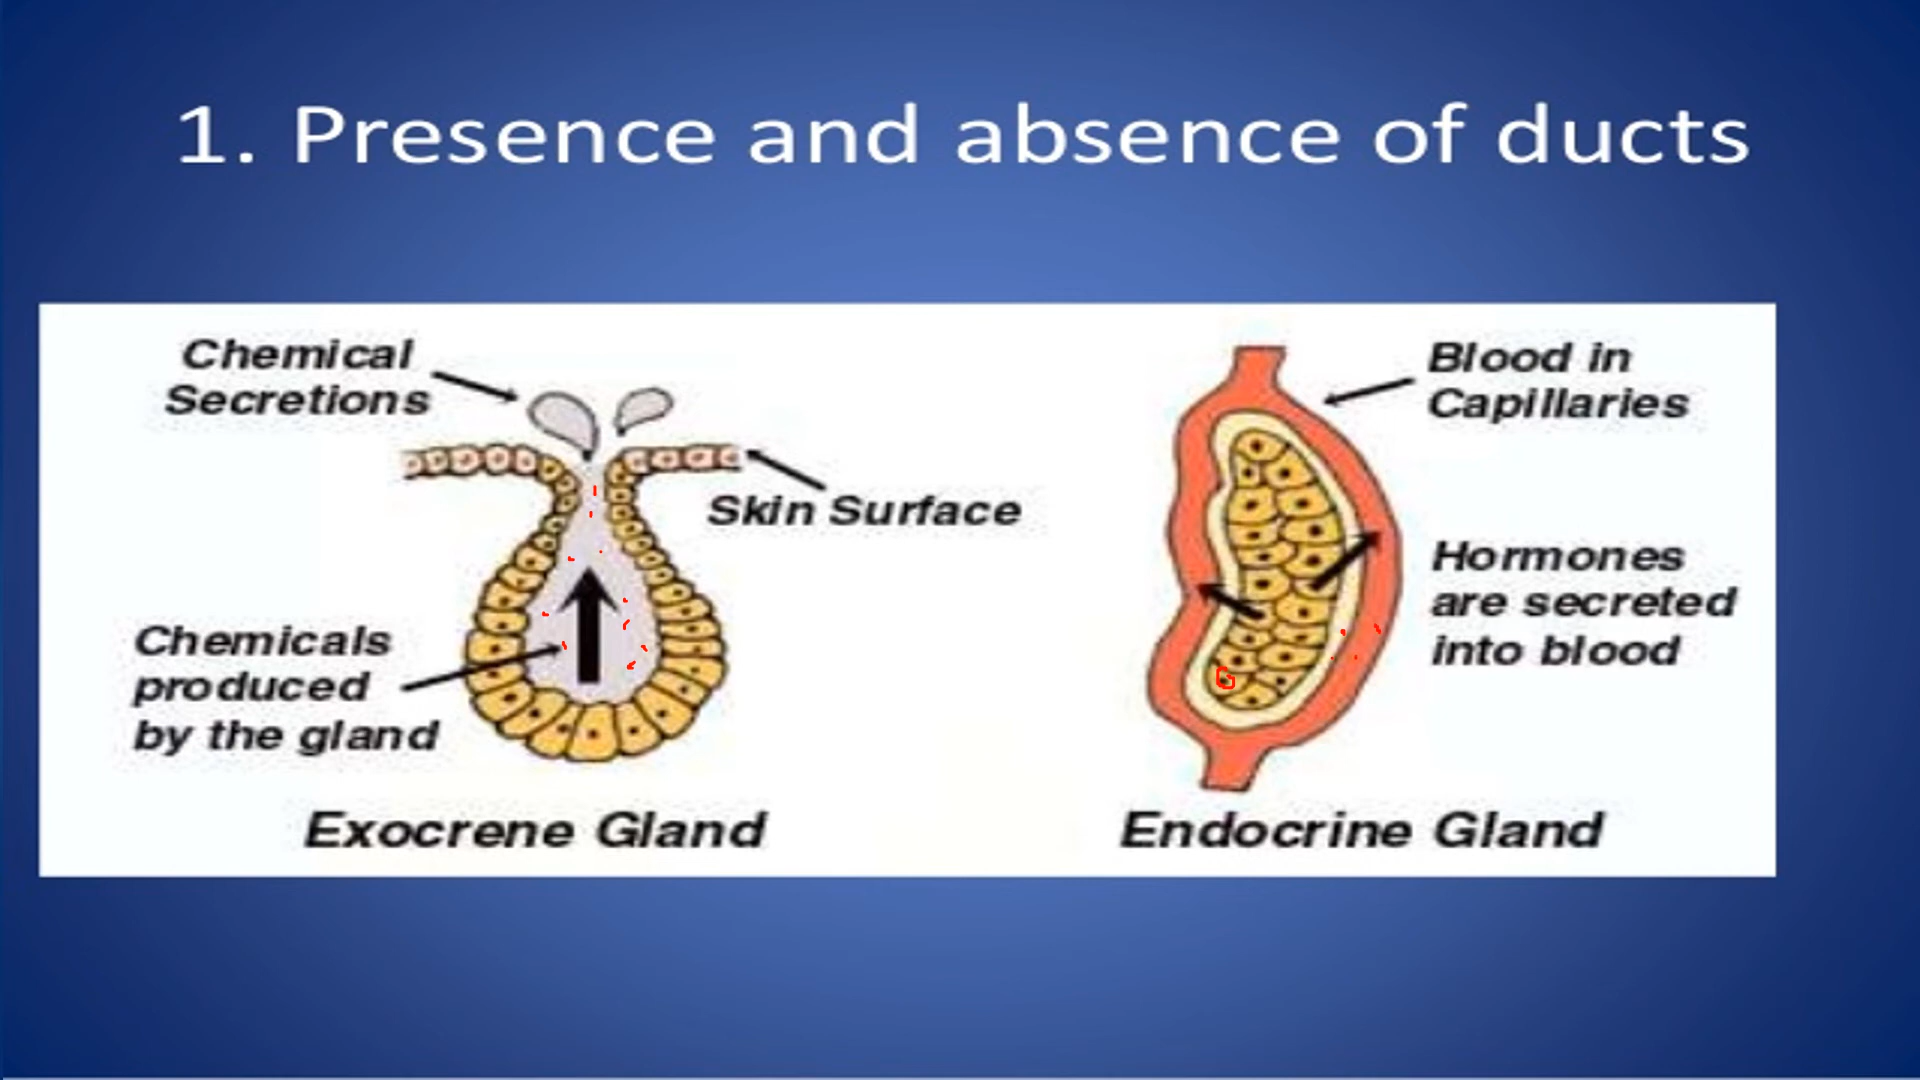 1. Presence and absence of ducts
Chemical
Secretions
Skin Surface
Chemicals
produced
by the gland
Exocrene Gland
Blood in
Capillaries
Hormones
are secreted
into blood
G
Endocrine Gland